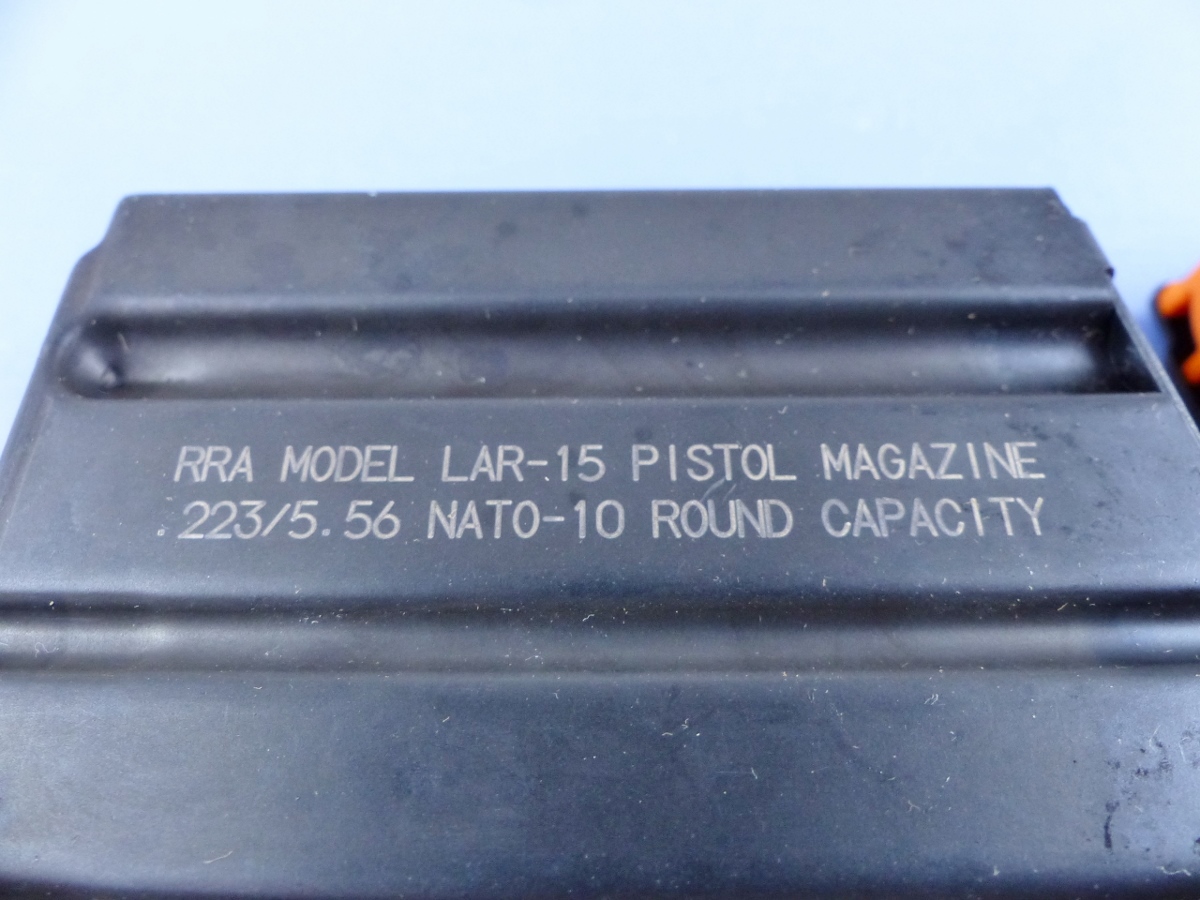 RRA MODEL LAR-15 PISTOL MAGAZINE
.223/5.56 NATO-10 ROUND CAPACITY